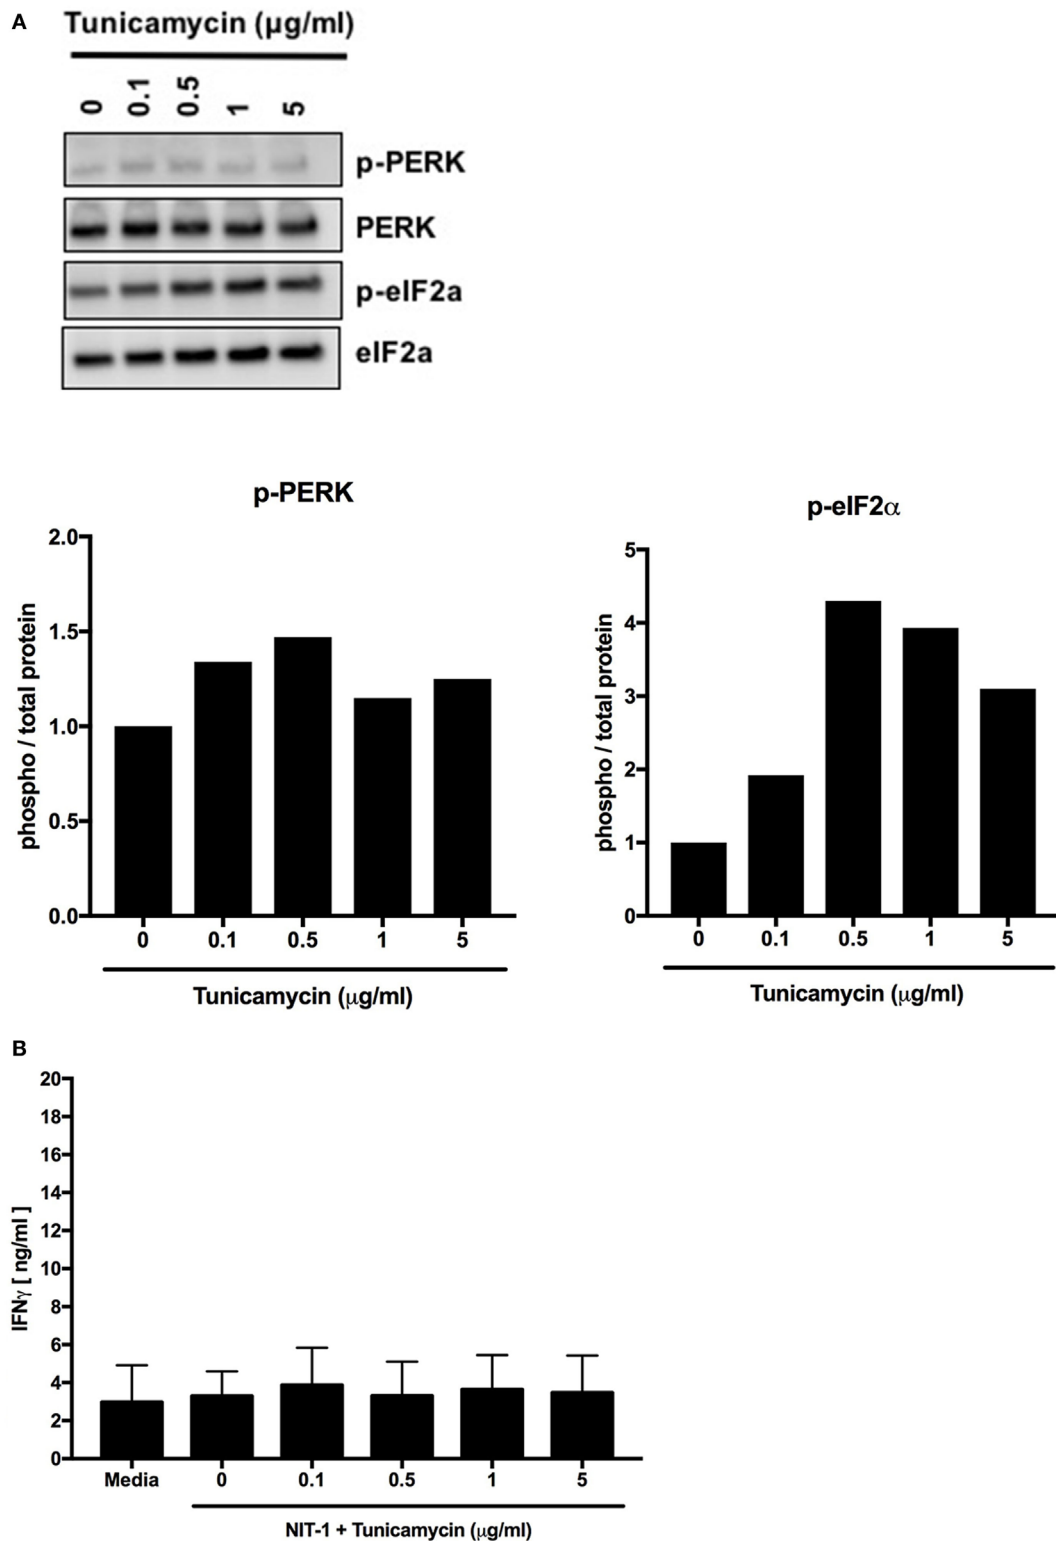 A
Tunicamycin (µg/ml)
0 0.1 0.5 1 5
p-PERK
PERK
p-eIF2a
eIF2a
p-PERK
2.0
1.5
1.0
0.5
0.0
phospho / total protein
0 0.1 0.5 1 5
Tunicamycin (µg/ml)
p-eIF2α
5
4
3
2
1
0
phospho / total protein
0 0.1 0.5 1 5
Tunicamycin (µg/ml)
B
20
18
16
14
12
10
8
6
4
2
0
IFNγ [ ng/ml ]
Media 0 0.1 0.5 1 5
NIT-1 + Tunicamycin (µg/ml)